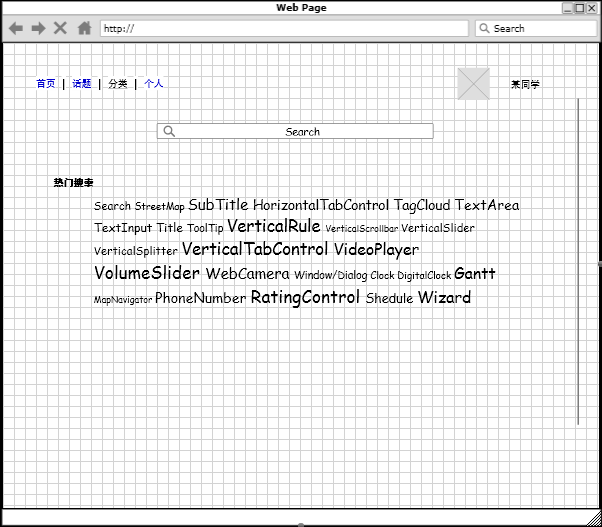 Web Page
http://
Search
首页 | 话题 | 分类 | 个人
某同学
Search
热门搜索
Search StreetMap SubTitle HorizontalTabControl TagCloud TextArea
TextInput Title ToolTip VerticalRule VerticalScrollbar VerticalSlider
VerticalSplitter VerticalTabControl VideoPlayer
VolumeSlider WebCamera Window/Dialog Clock DigitalClock Gantt
MapNavigator PhoneNumber RatingControl Shedule Wizard